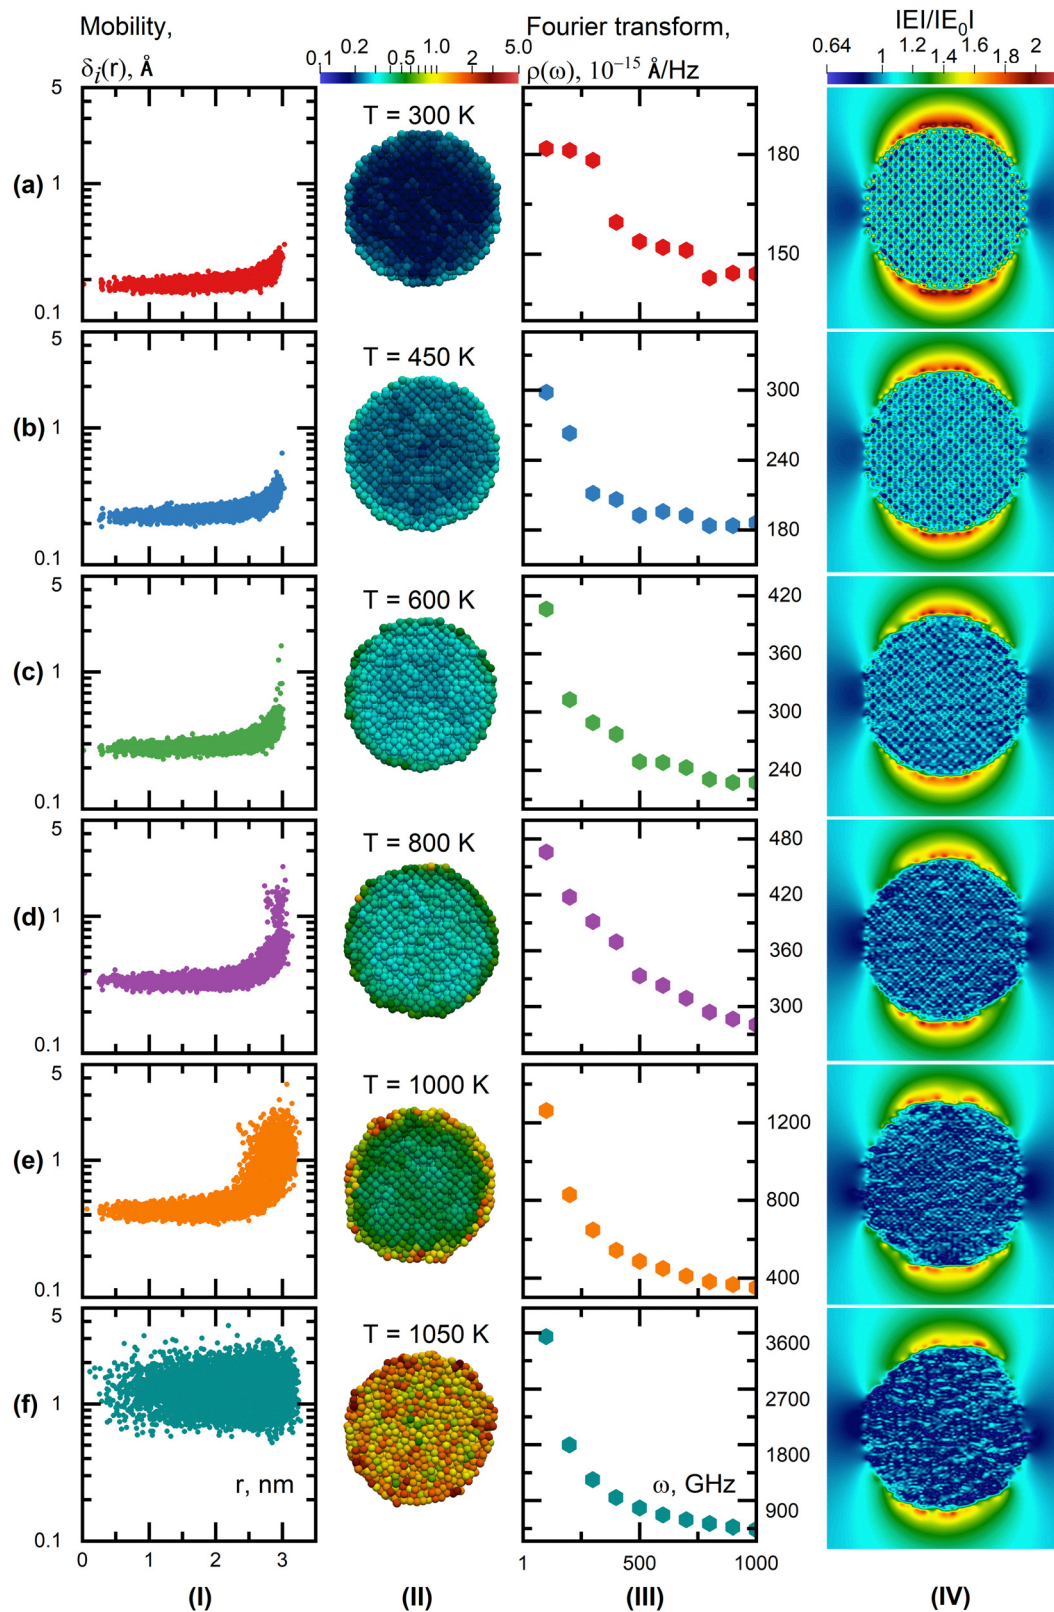 Mobility,
δi(r), Å
0.1 0.2 0.5 1.0 2 5.0
Fourier transform,
ρ(ω), 10⁻¹⁵ Å/Hz
|E|/|E₀|
0.64 1 1.2 1.4 1.6 1.8 2
(a)
5
1
0.1
T = 300 K
180
150
(b)
5
1
0.1
T = 450 K
300
240
180
(c)
5
1
0.1
T = 600 K
420
360
300
240
(d)
5
1
0.1
T = 800 K
480
420
360
300
(e)
5
1
0.1
T = 1000 K
1200
800
400
(f)
5
1
0.1
r, nm
T = 1050 K
3600
2700
1800
900
ω, GHz
0 1 2 3
1 500 1000
(I) (II) (III) (IV)